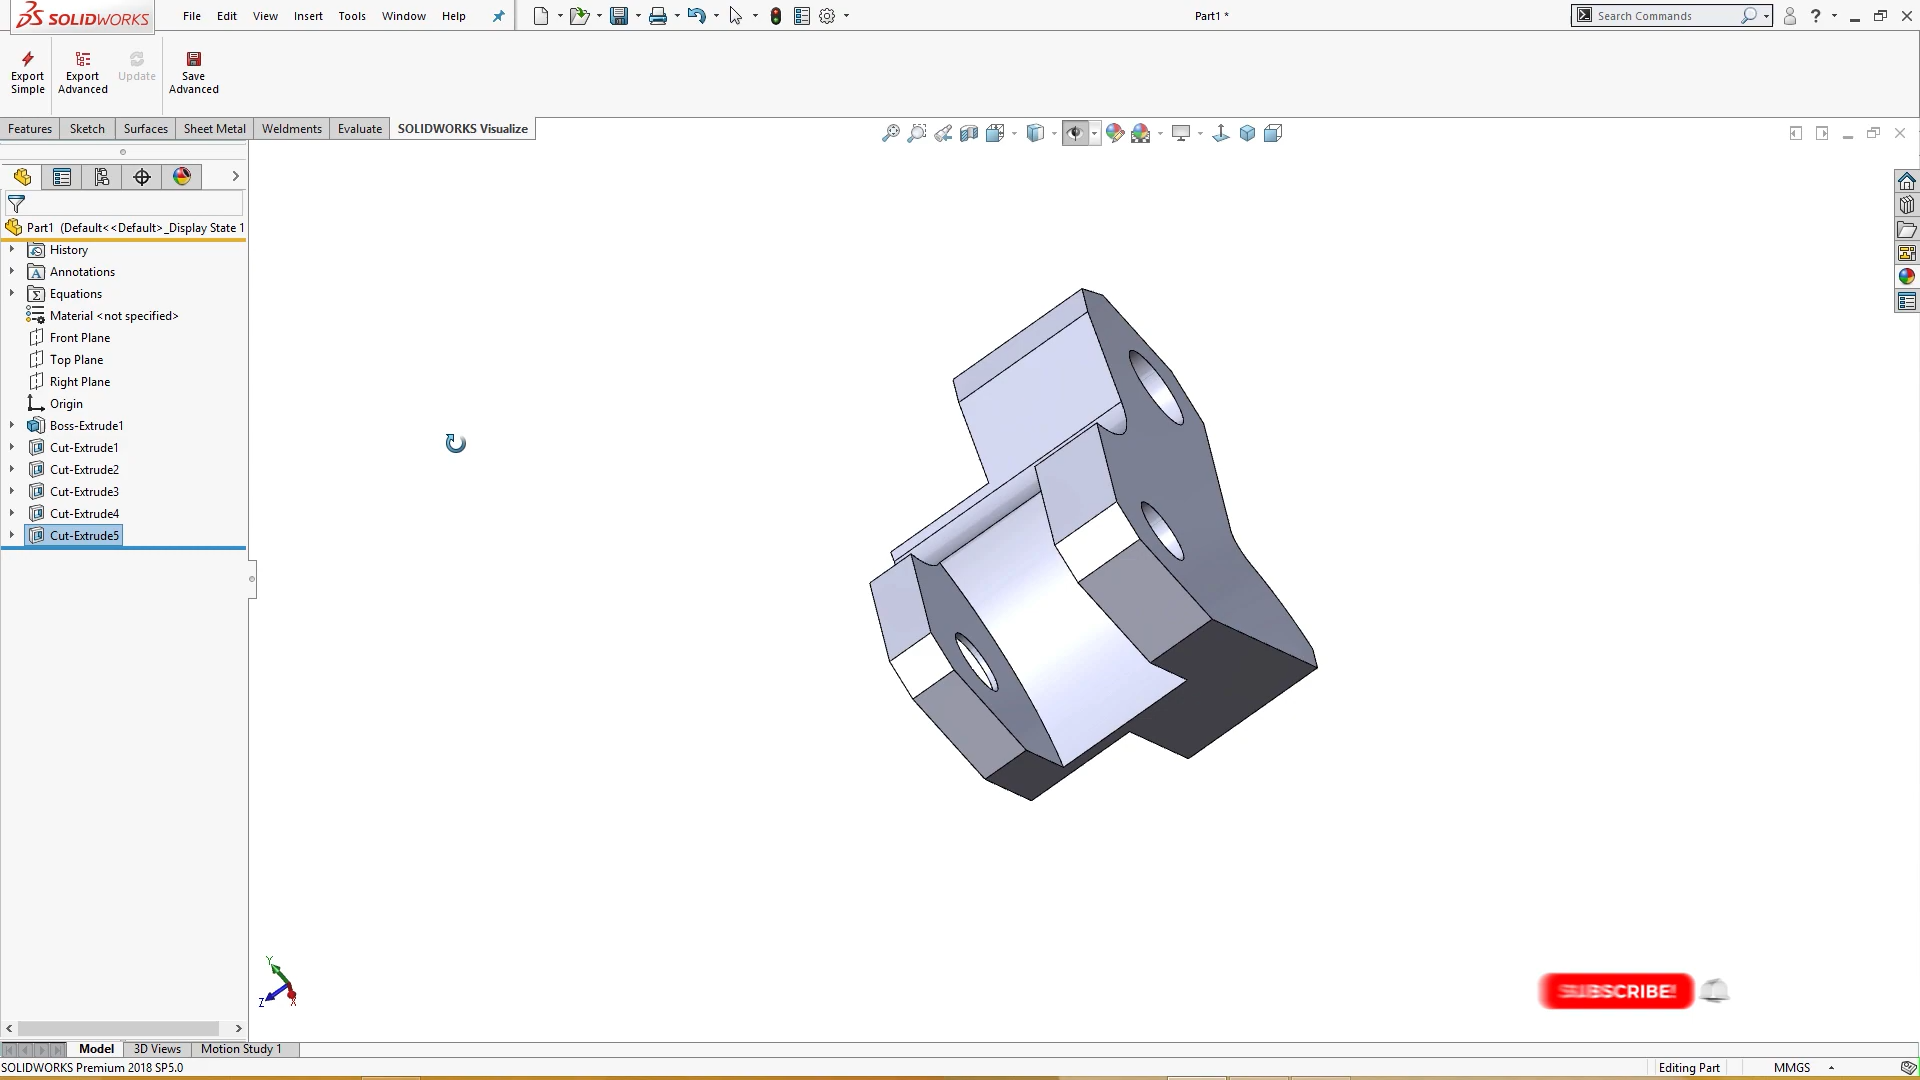 SOLIDWORKS
File Edit View Insert Tools Window Help
Part1 *
Search Commands
Export Simple
Export Advanced
Update
Save Advanced
Features Sketch Surfaces Sheet Metal Weldments Evaluate SOLIDWORKS Visualize
Part1 (Default<<Default>_Display State 1
History
Annotations
Equations
Material <not specified>
Front Plane
Top Plane
Right Plane
Origin
Boss-Extrude1
Cut-Extrude1
Cut-Extrude2
Cut-Extrude3
Cut-Extrude4
Cut-Extrude5
Y
Z
X
SUBSCRIBE!
Model 3D Views Motion Study 1
SOLIDWORKS Premium 2018 SP5.0
Editing Part
MMGS